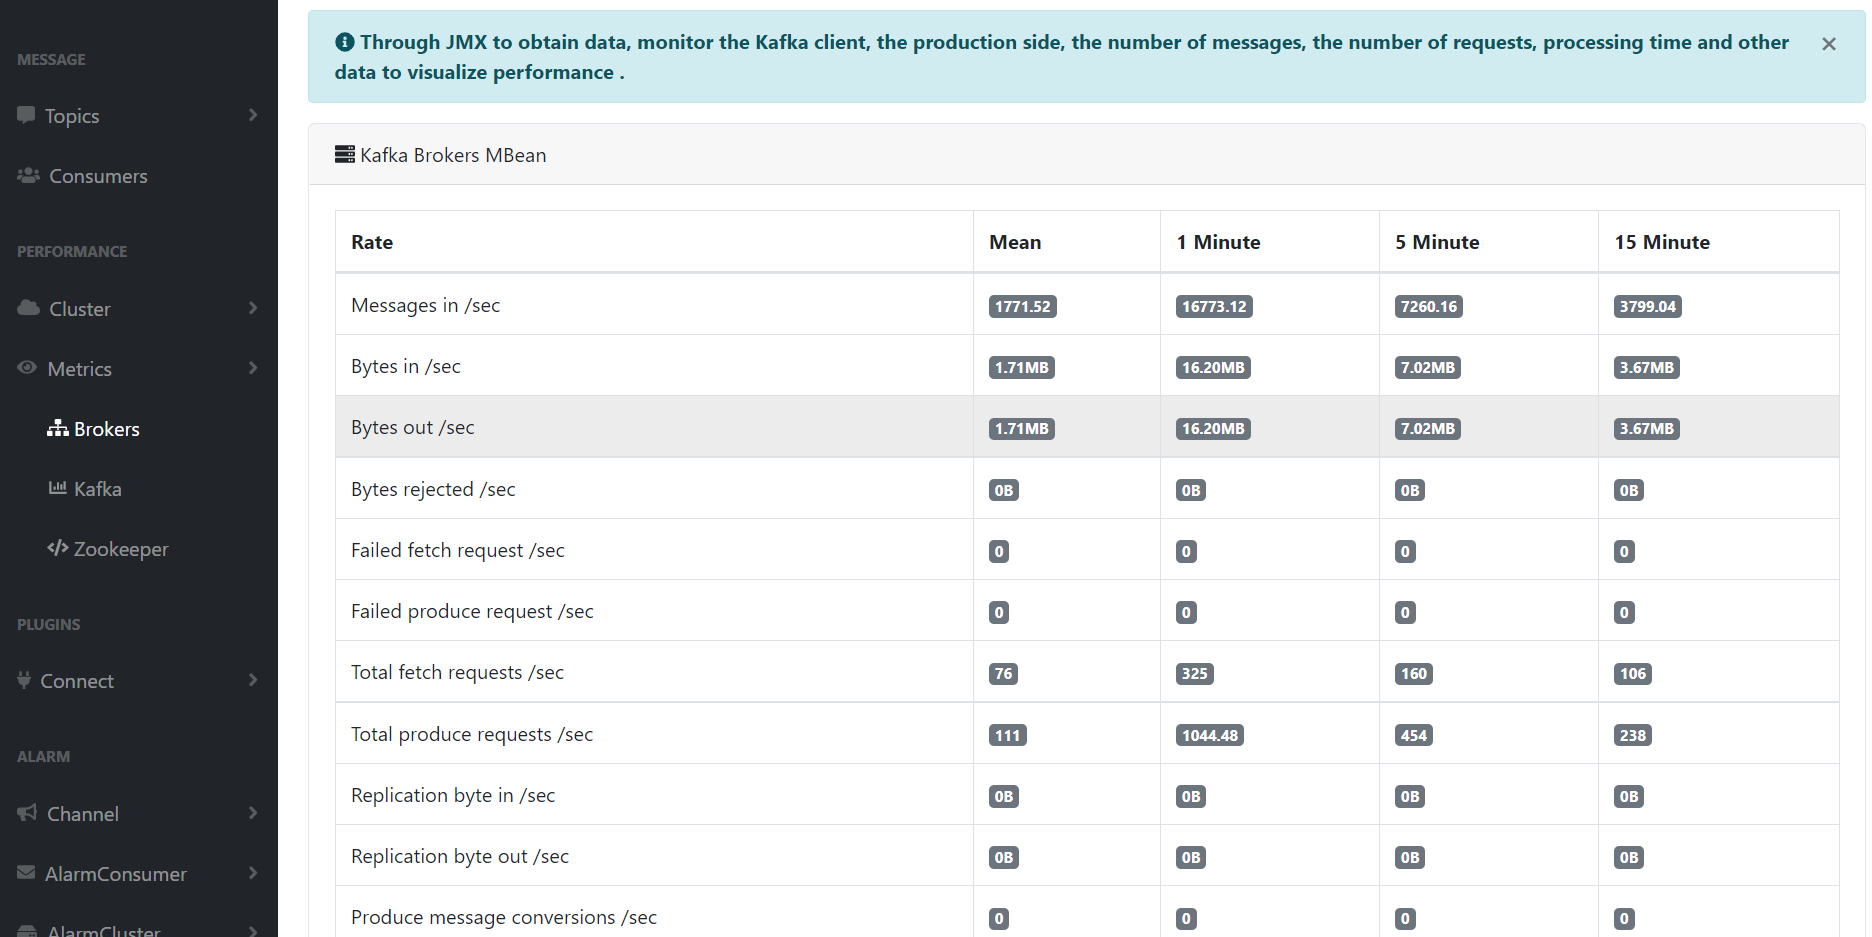 MESSAGE
Topics
Consumers
PERFORMANCE
Cluster
Metrics
Brokers
Kafka
Zookeeper
PLUGINS
Connect
ALARM
Channel
AlarmConsumer
AlarmCluster
Through JMX to obtain data, monitor the Kafka client, the production side, the number of messages, the number of requests, processing time and other
data to visualize performance .
×
Kafka Brokers MBean
Rate Mean 1 Minute 5 Minute 15 Minute
Messages in /sec 1771.52 16773.12 7260.16 3799.04
Bytes in /sec 1.71MB 16.20MB 7.02MB 3.67MB
Bytes out /sec 1.71MB 16.20MB 7.02MB 3.67MB
Bytes rejected /sec 0B 0B 0B 0B
Failed fetch request /sec 0 0 0 0
Failed produce request /sec 0 0 0 0
Total fetch requests /sec 76 325 160 106
Total produce requests /sec 111 1044.48 454 238
Replication byte in /sec 0B 0B 0B 0B
Replication byte out /sec 0B 0B 0B 0B
Produce message conversions /sec 0 0 0 0